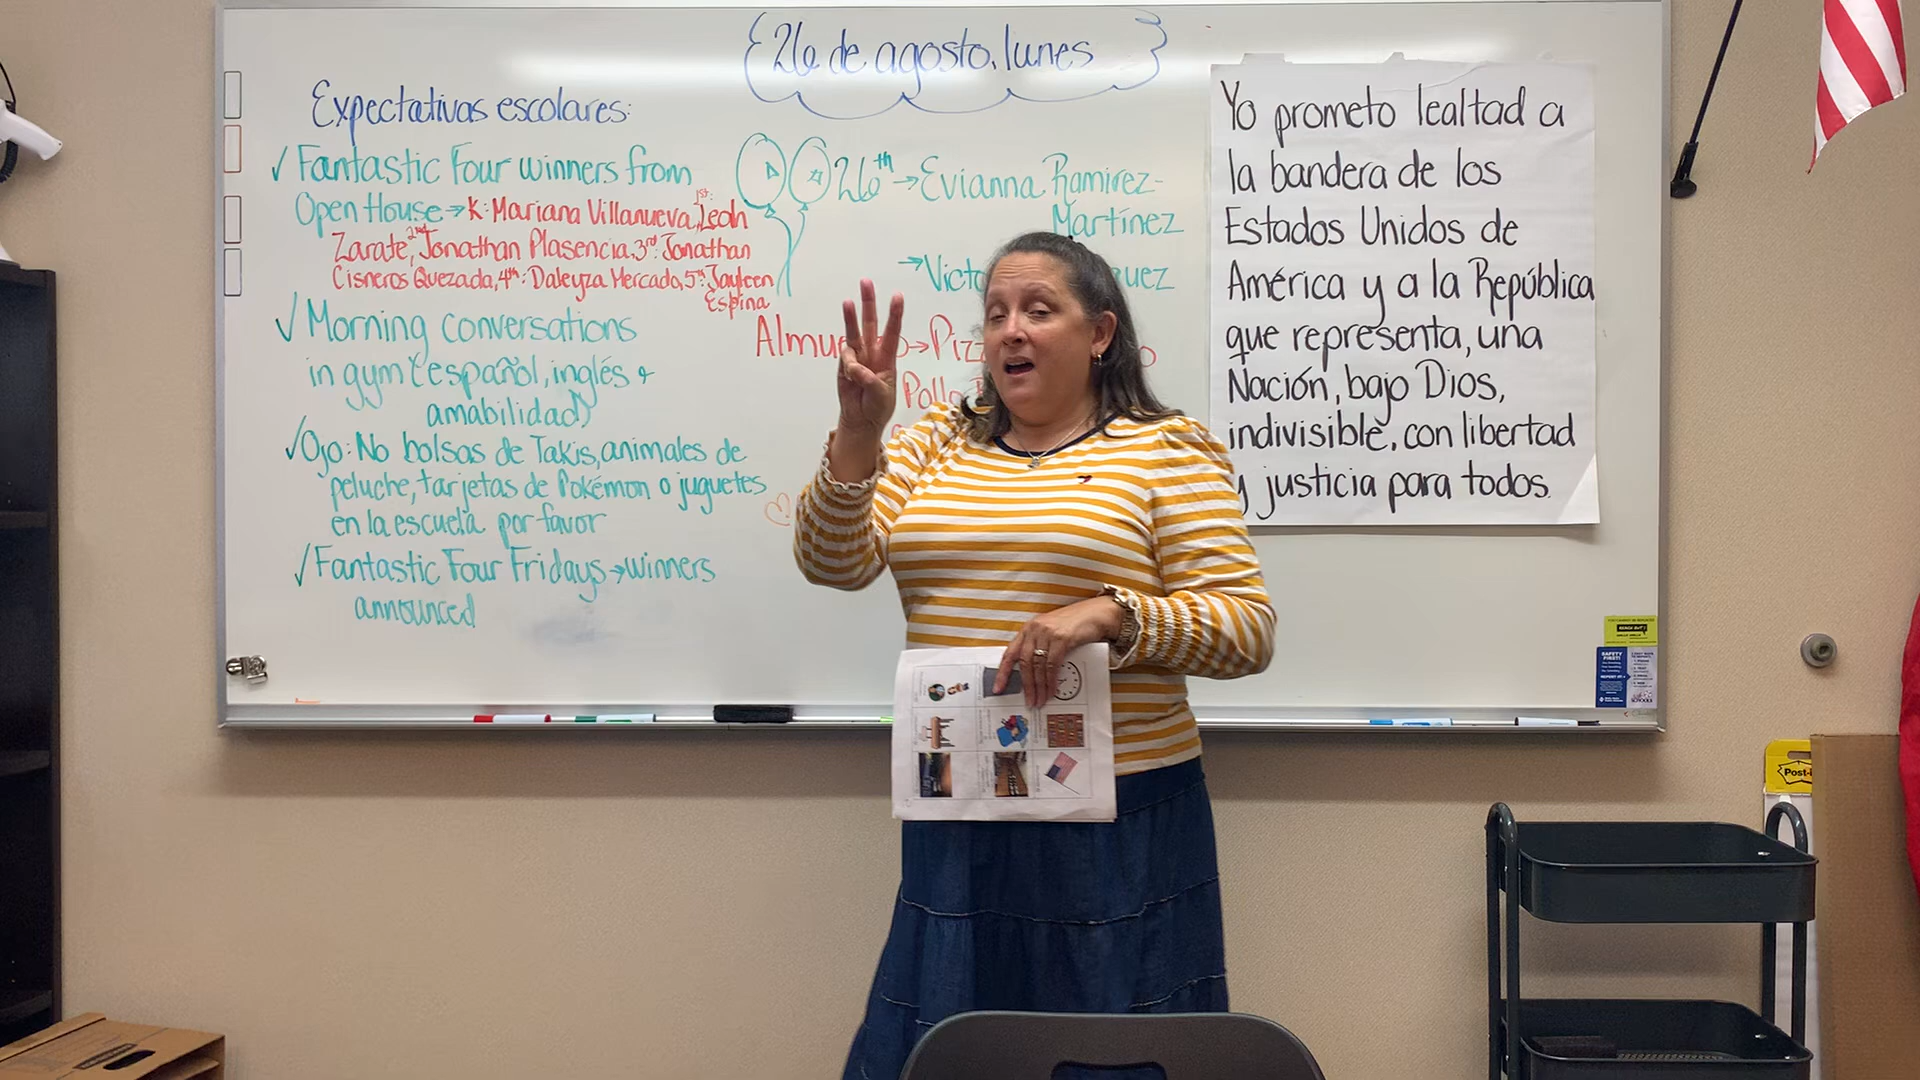 26 de agosto, lunes
Expectativas escolares:
✓ Fantastic Four winners from
Open House → K: Mariana Villanueva, 1st: Leah
Zarate, 2nd: Jonathan Plasencia, 3rd: Jonathan
Cisneros Quezada, 4th: Daleyza Mercado, 5th: Jayleen
Espina
✓ Morning conversations
in gym (español, inglés +
amabilidad)
✓ Ojo: No bolsas de Takis, animales de
peluche, tarjetas de Pokémon o juguetes
en la escuela por favor
✓ Fantastic Four Fridays → winners
announced
26th → Evianna Ramirez-
Martínez
Yo prometo lealtad a
la bandera de los
Estados Unidos de
América y a la República
que representa, una
Nación, bajo Dios,
indivisible, con libertad
y justicia para todos.
Post-i